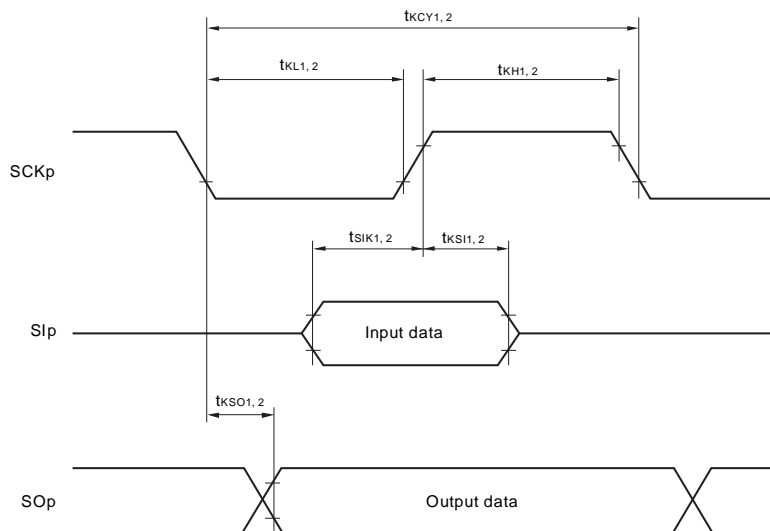 tKCY1, 2
tKL1, 2
tKH1, 2
SCKp
tSIK1, 2
tKSI1, 2
SIp
Input data
tKSO1, 2
SOp
Output data